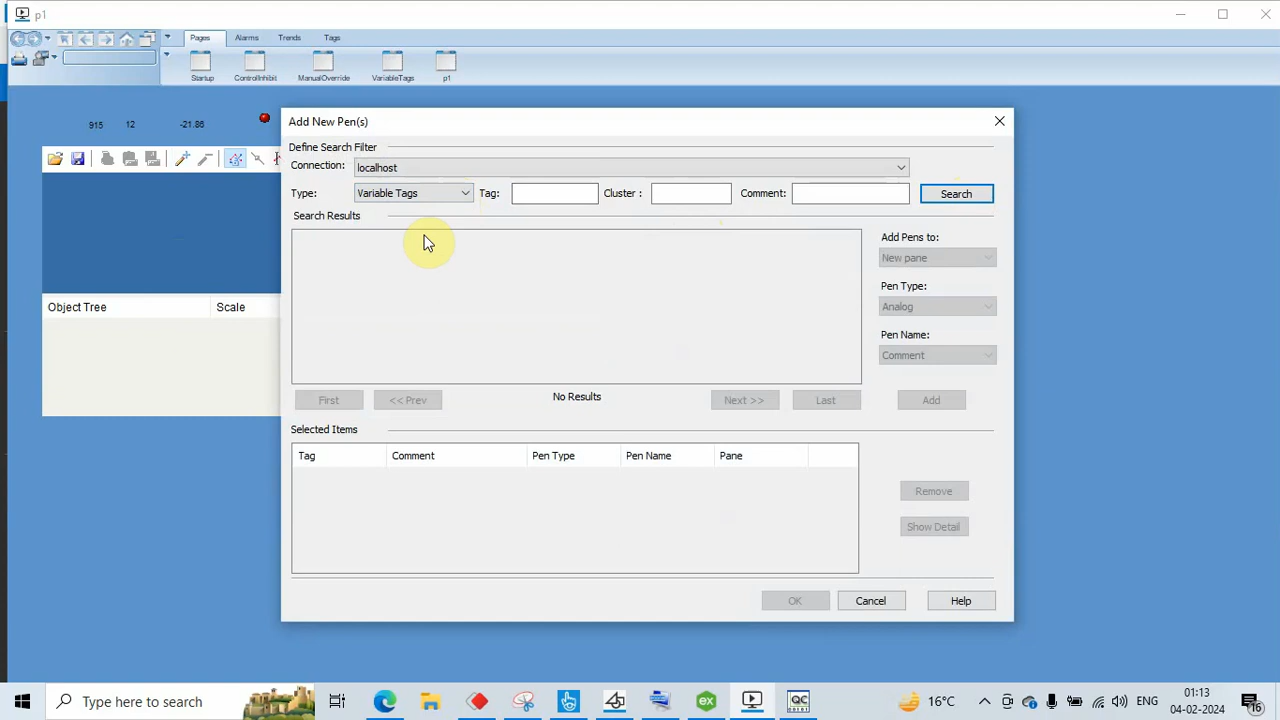 p1
Pages Alarms Trends Tags
Startup ControlInhibit ManualOverride VariableTags p1
915 12 -21.86
Object Tree Scale
Add New Pen(s)
Define Search Filter
Connection: localhost
Type: Variable Tags Tag: Cluster : Comment: Search
Search Results
Add Pens to:
New pane
Pen Type:
Analog
Pen Name:
Comment
First << Prev No Results Next >> Last Add
Selected Items
Tag Comment Pen Type Pen Name Pane
Remove
Show Detail
OK Cancel Help
Type here to search
QC
16°C
ENG
01:13
04-02-2024
16